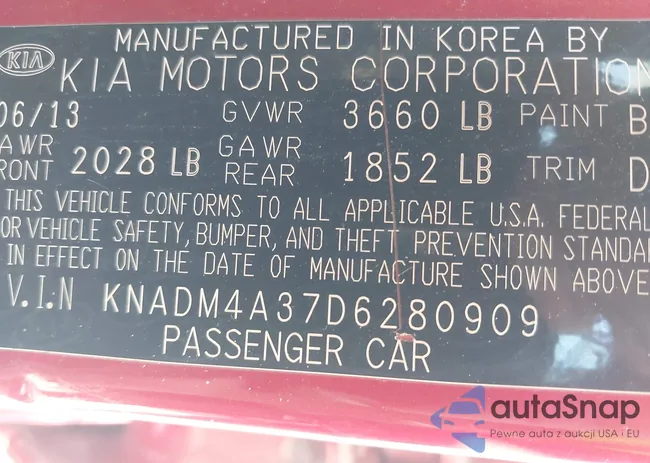 MANUFACTURED IN KOREA BY
KIA
KIA MOTORS CORPORATION
06/13 GVWR 3660 LB PAINT B
AWR FRONT 2028 LB GAWR REAR 1852 LB TRIM D
THIS VEHICLE CONFORMS TO ALL APPLICABLE U.S.A. FEDERAL
OR VEHICLE SAFETY, BUMPER, AND THEFT PREVENTION STANDA
IN EFFECT ON THE DATE OF MANUFACTURE SHOWN ABOVE
V.I.N KNADM4A37D6280909
PASSENGER CAR
autaSnap
Pewne auta z aukcji USA i EU